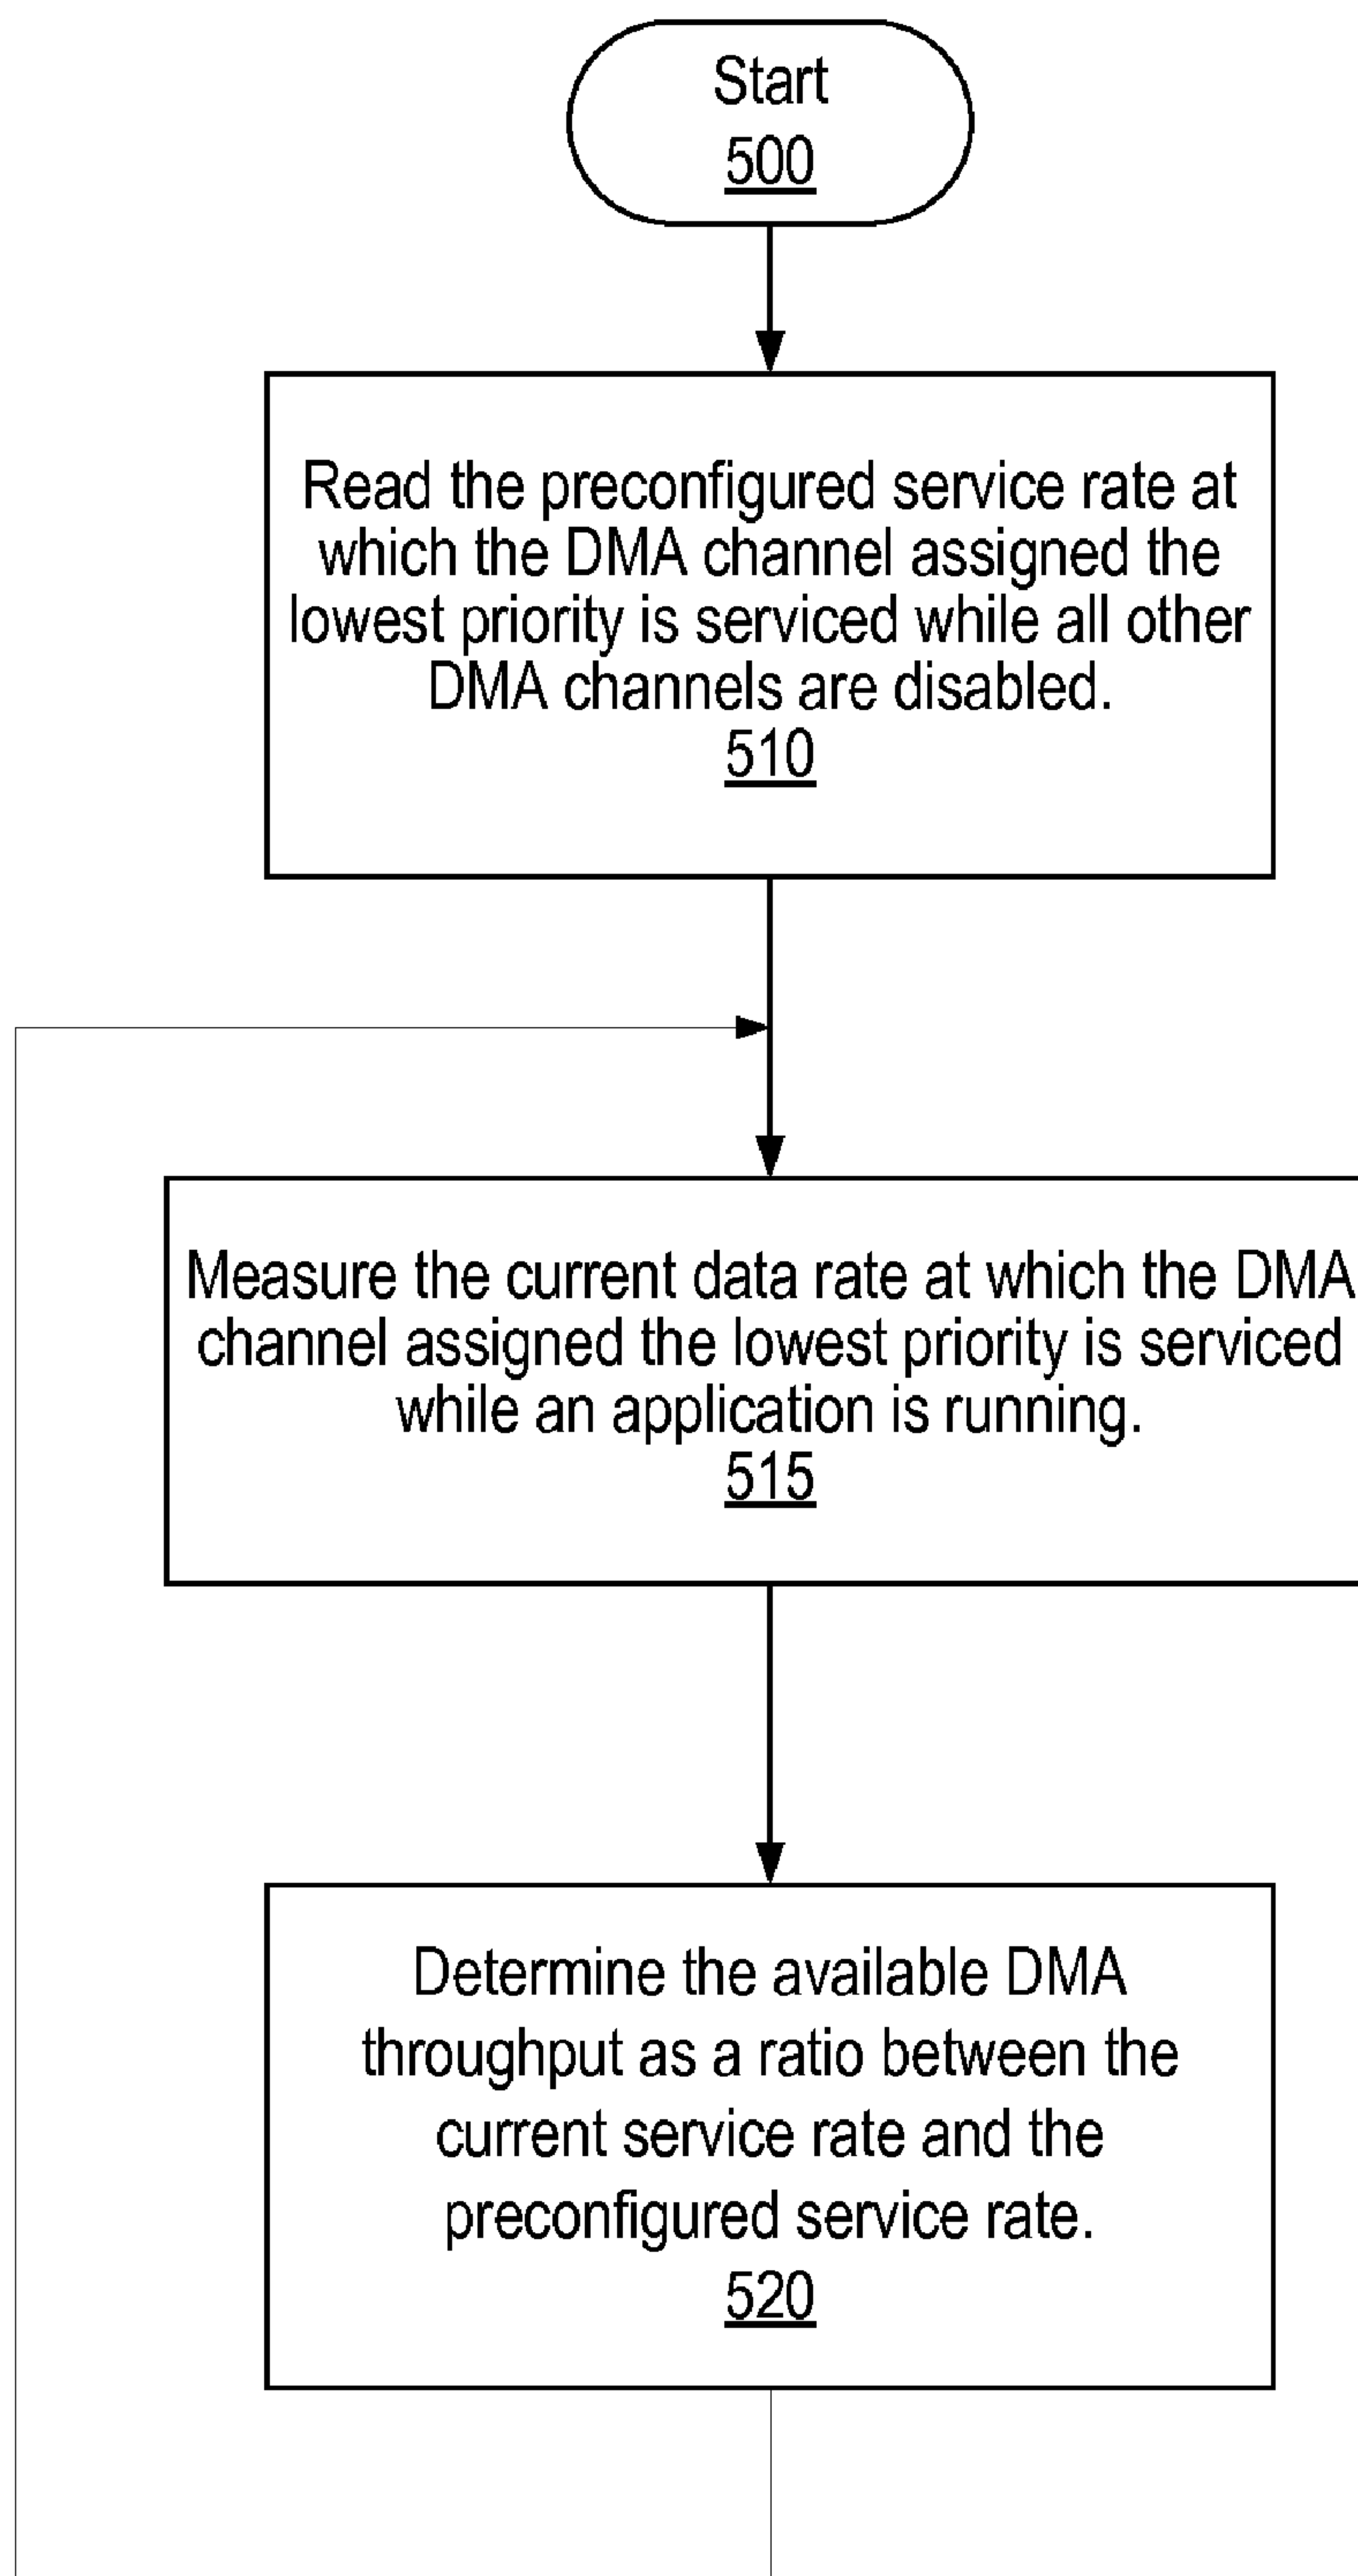 Start
500
Read the preconfigured service rate at
which the DMA channel assigned the
lowest priority is serviced while all other
DMA channels are disabled.
510
Measure the current data rate at which the DMA
channel assigned the lowest priority is serviced
while an application is running.
515
Determine the available DMA
throughput as a ratio between the
current service rate and the
preconfigured service rate.
520